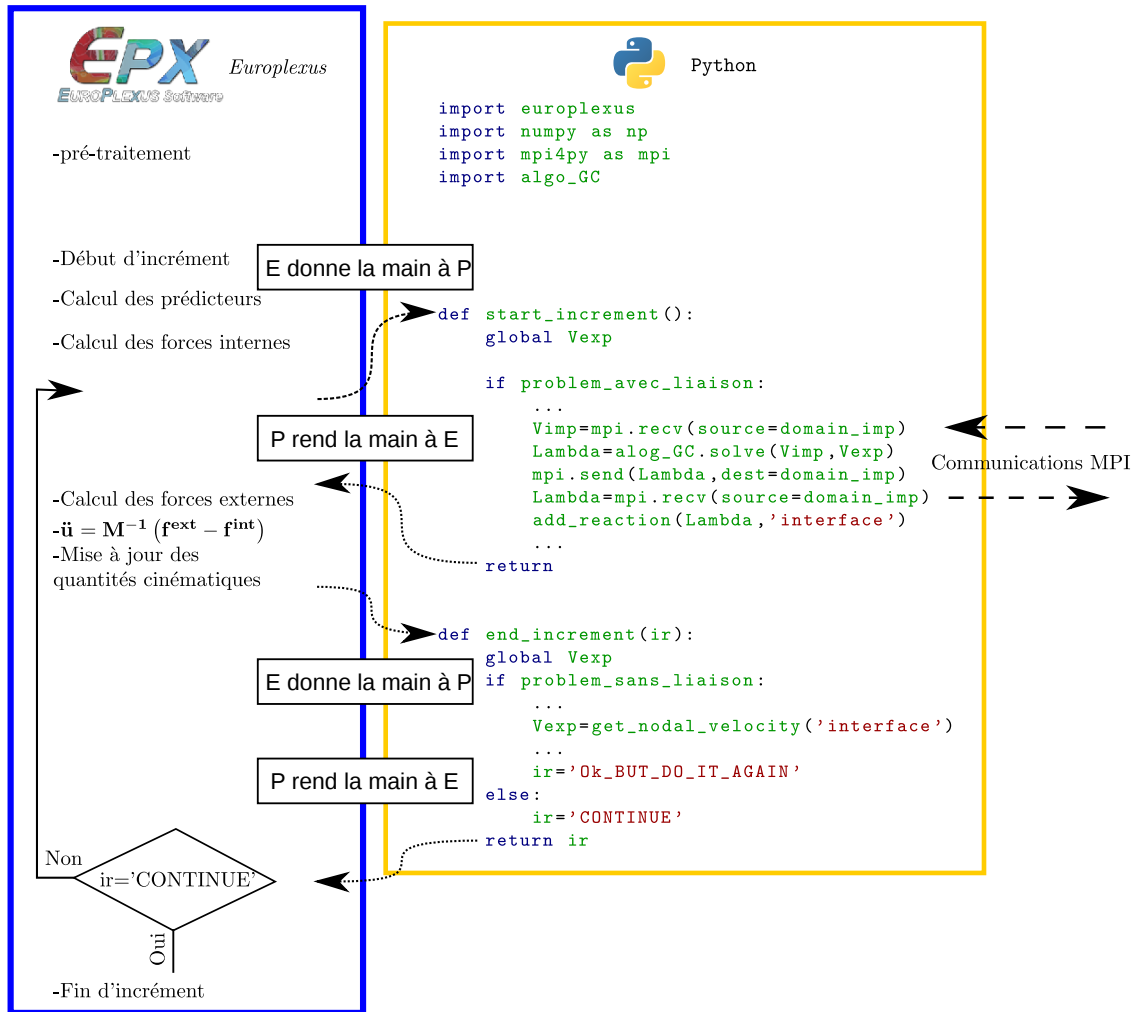 EPX
EUROPLEXUS Software
Europlexus
-pré-traitement
-Début d'incrément
-Calcul des prédicteurs
-Calcul des forces internes
-Calcul des forces externes
-ü = M⁻¹ (f^ext − f^int)
-Mise à jour des
quantités cinématiques
Non
ir='CONTINUE'
Oui
-Fin d'incrément
E donne la main à P
P rend la main à E
E donne la main à P
P rend la main à E
Python
import europlexus
import numpy as np
import mpi4py as mpi
import algo_GC
def start_increment():
    global Vexp
    if problem_avec_liaison:
        ...
        Vimp=mpi.recv(source=domain_imp)
        Lambda=alog_GC.solve(Vimp,Vexp)
        mpi.send(Lambda,dest=domain_imp)
        Lambda=mpi.recv(source=domain_imp)
        add_reaction(Lambda,'interface')
        ...
    return
def end_increment(ir):
    global Vexp
    if problem_sans_liaison:
        ...
        Vexp=get_nodal_velocity('interface')
        ...
        ir='Ok_BUT_DO_IT_AGAIN'
    else:
        ir='CONTINUE'
    return ir
Communications MPI